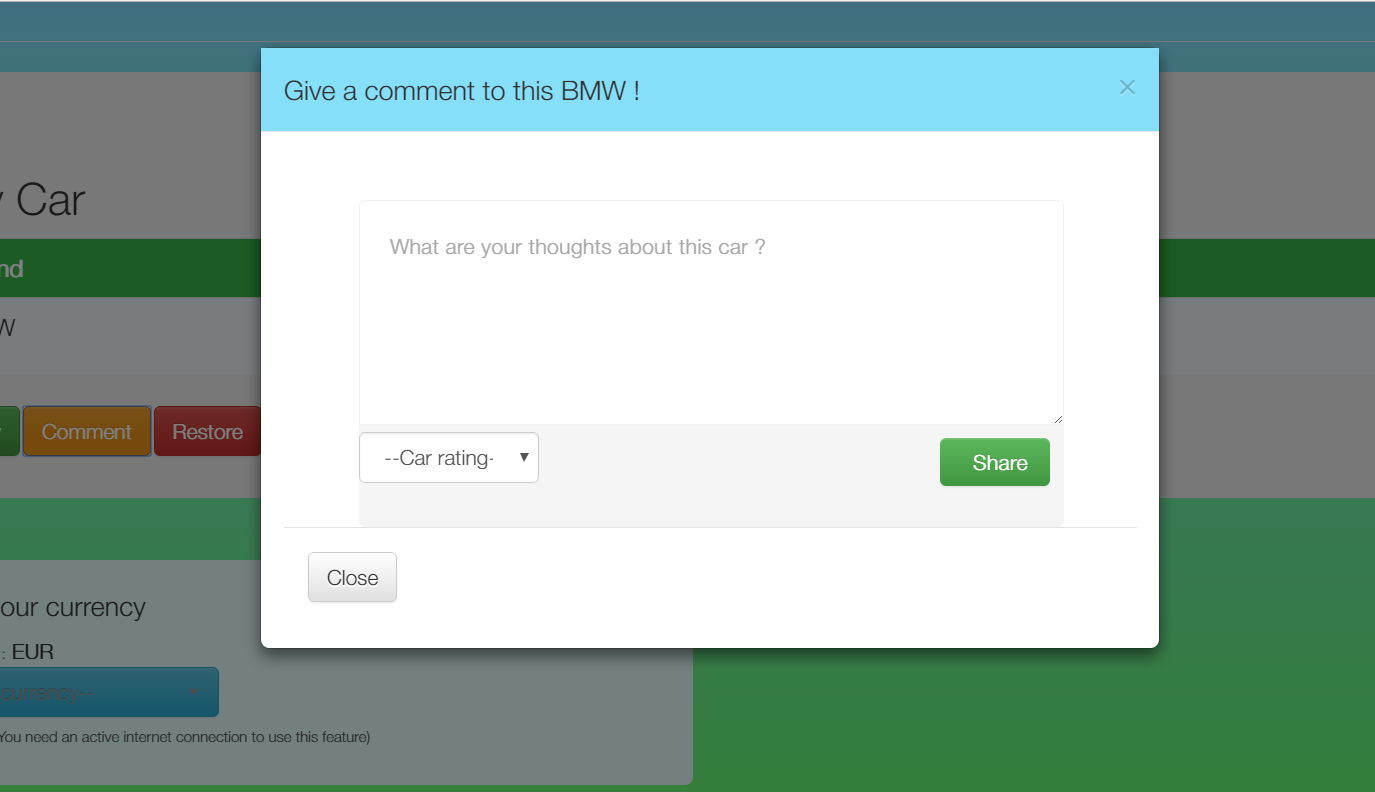 Give a comment to this BMW !
×
What are your thoughts about this car ?
--Car rating-
Share
Close
Car
nd
W
Comment
Restore
our currency
: EUR
currency--
You need an active internet connection to use this feature)